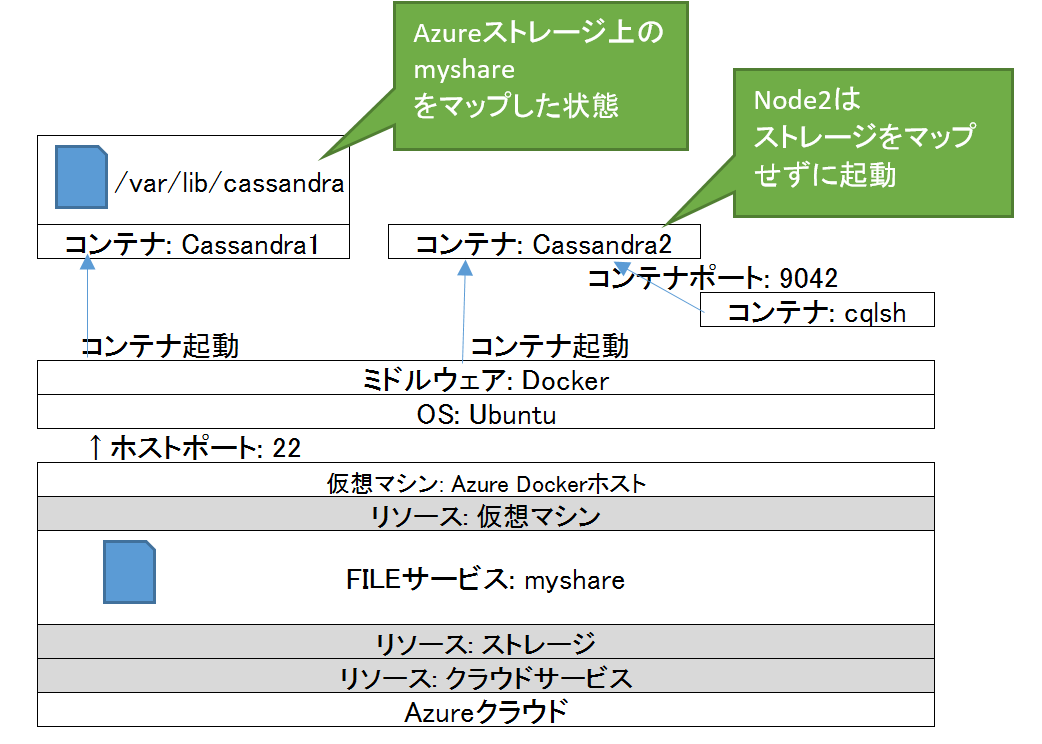 Azureストレージ上の
myshare
をマップした状態
Node2は
ストレージをマップ
せずに起動
/var/lib/cassandra
コンテナ: Cassandra1
コンテナ: Cassandra2
コンテナポート: 9042
コンテナ: cqlsh
コンテナ起動
コンテナ起動
ミドルウェア: Docker
OS: Ubuntu
↑ホストポート: 22
仮想マシン: Azure Dockerホスト
リソース: 仮想マシン
FILEサービス: myshare
リソース: ストレージ
リソース: クラウドサービス
Azureクラウド